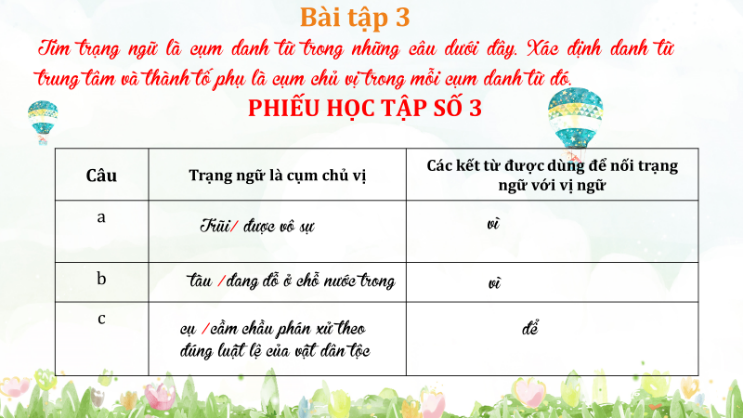 Bài tập 3
Tìm trạng ngữ là cụm danh từ trong những câu dưới đây. Xác định danh từ
trung tâm và thành tố phụ là cụm chủ vị trong mỗi cụm danh từ đó.
PHIẾU HỌC TẬP SỐ 3
Câu
Trạng ngữ là cụm chủ vị
Các kết từ được dùng để nối trạng
ngữ với vị ngữ
a
Trũi/ được vô sự
vì
b
tàu /đang đỗ ở chỗ nước trong
vì
c
cụ /cầm chầu phán xử theo
đúng luật lệ của vật dân tộc
để